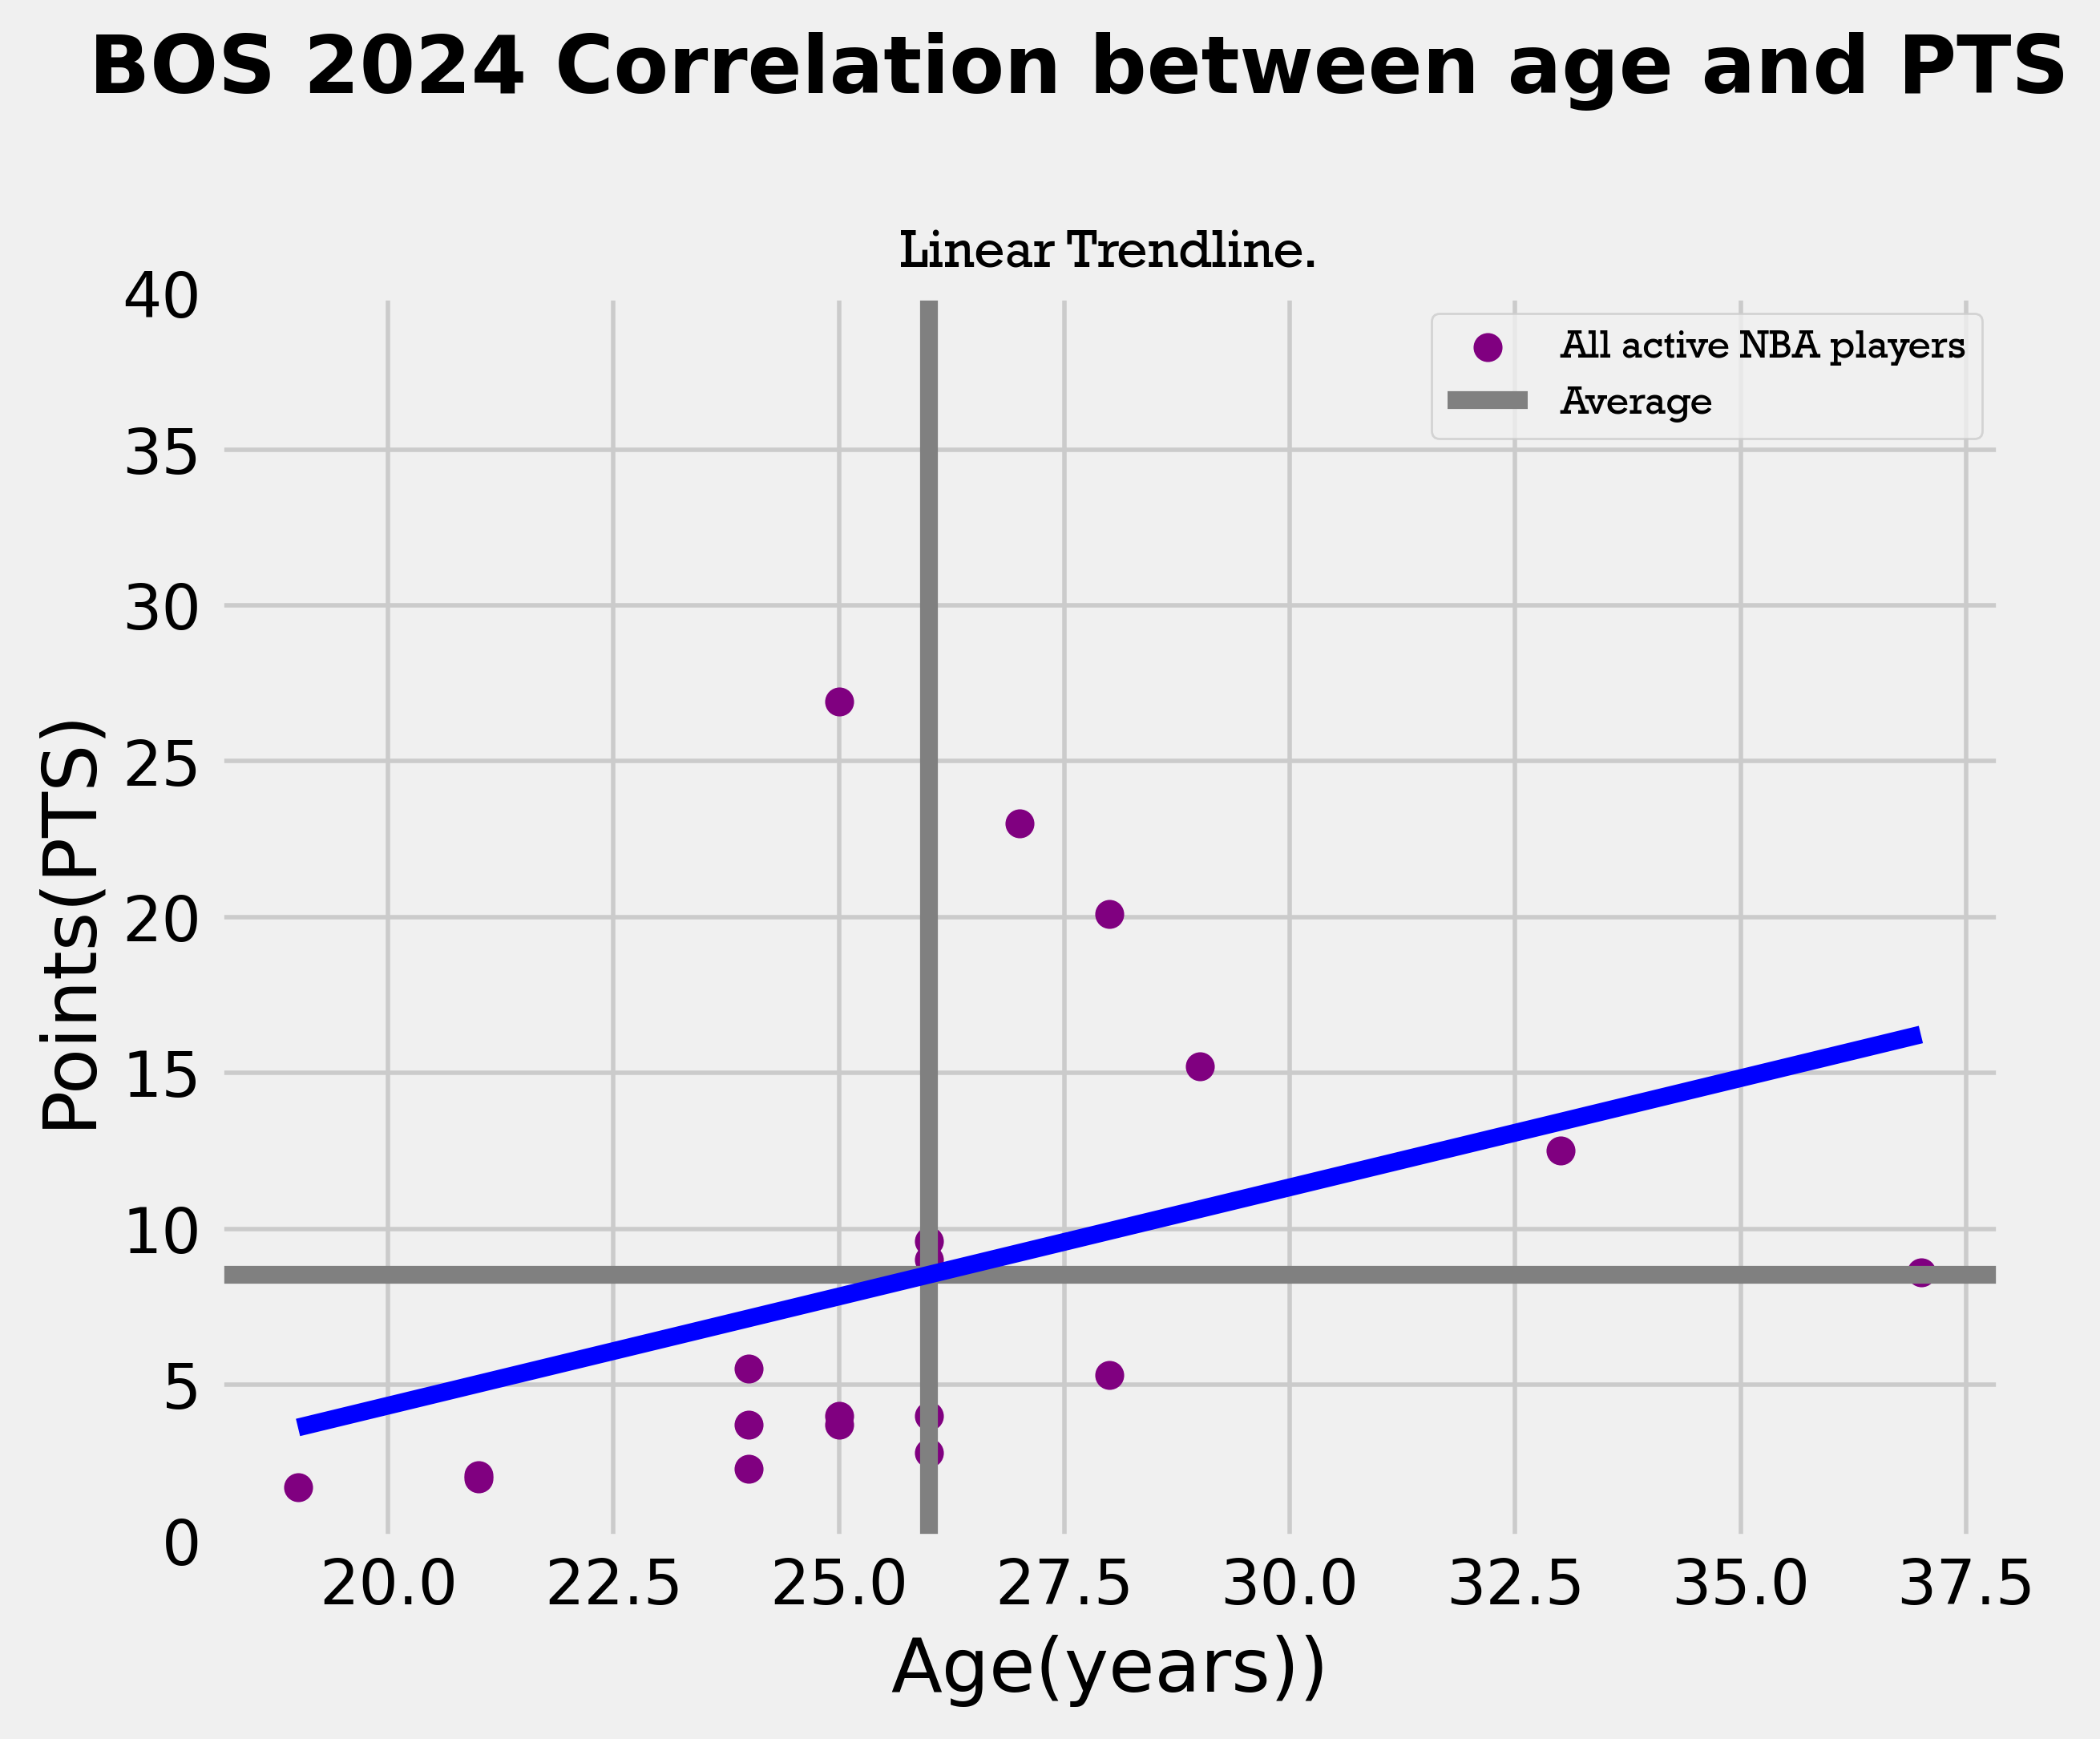 BOS 2024 Correlation between age and PTS
Linear Trendline.
All active NBA players
Average
Points(PTS)
40
35
30
25
20
15
10
5
0
20.0 22.5 25.0 27.5 30.0 32.5 35.0 37.5
Age(years))